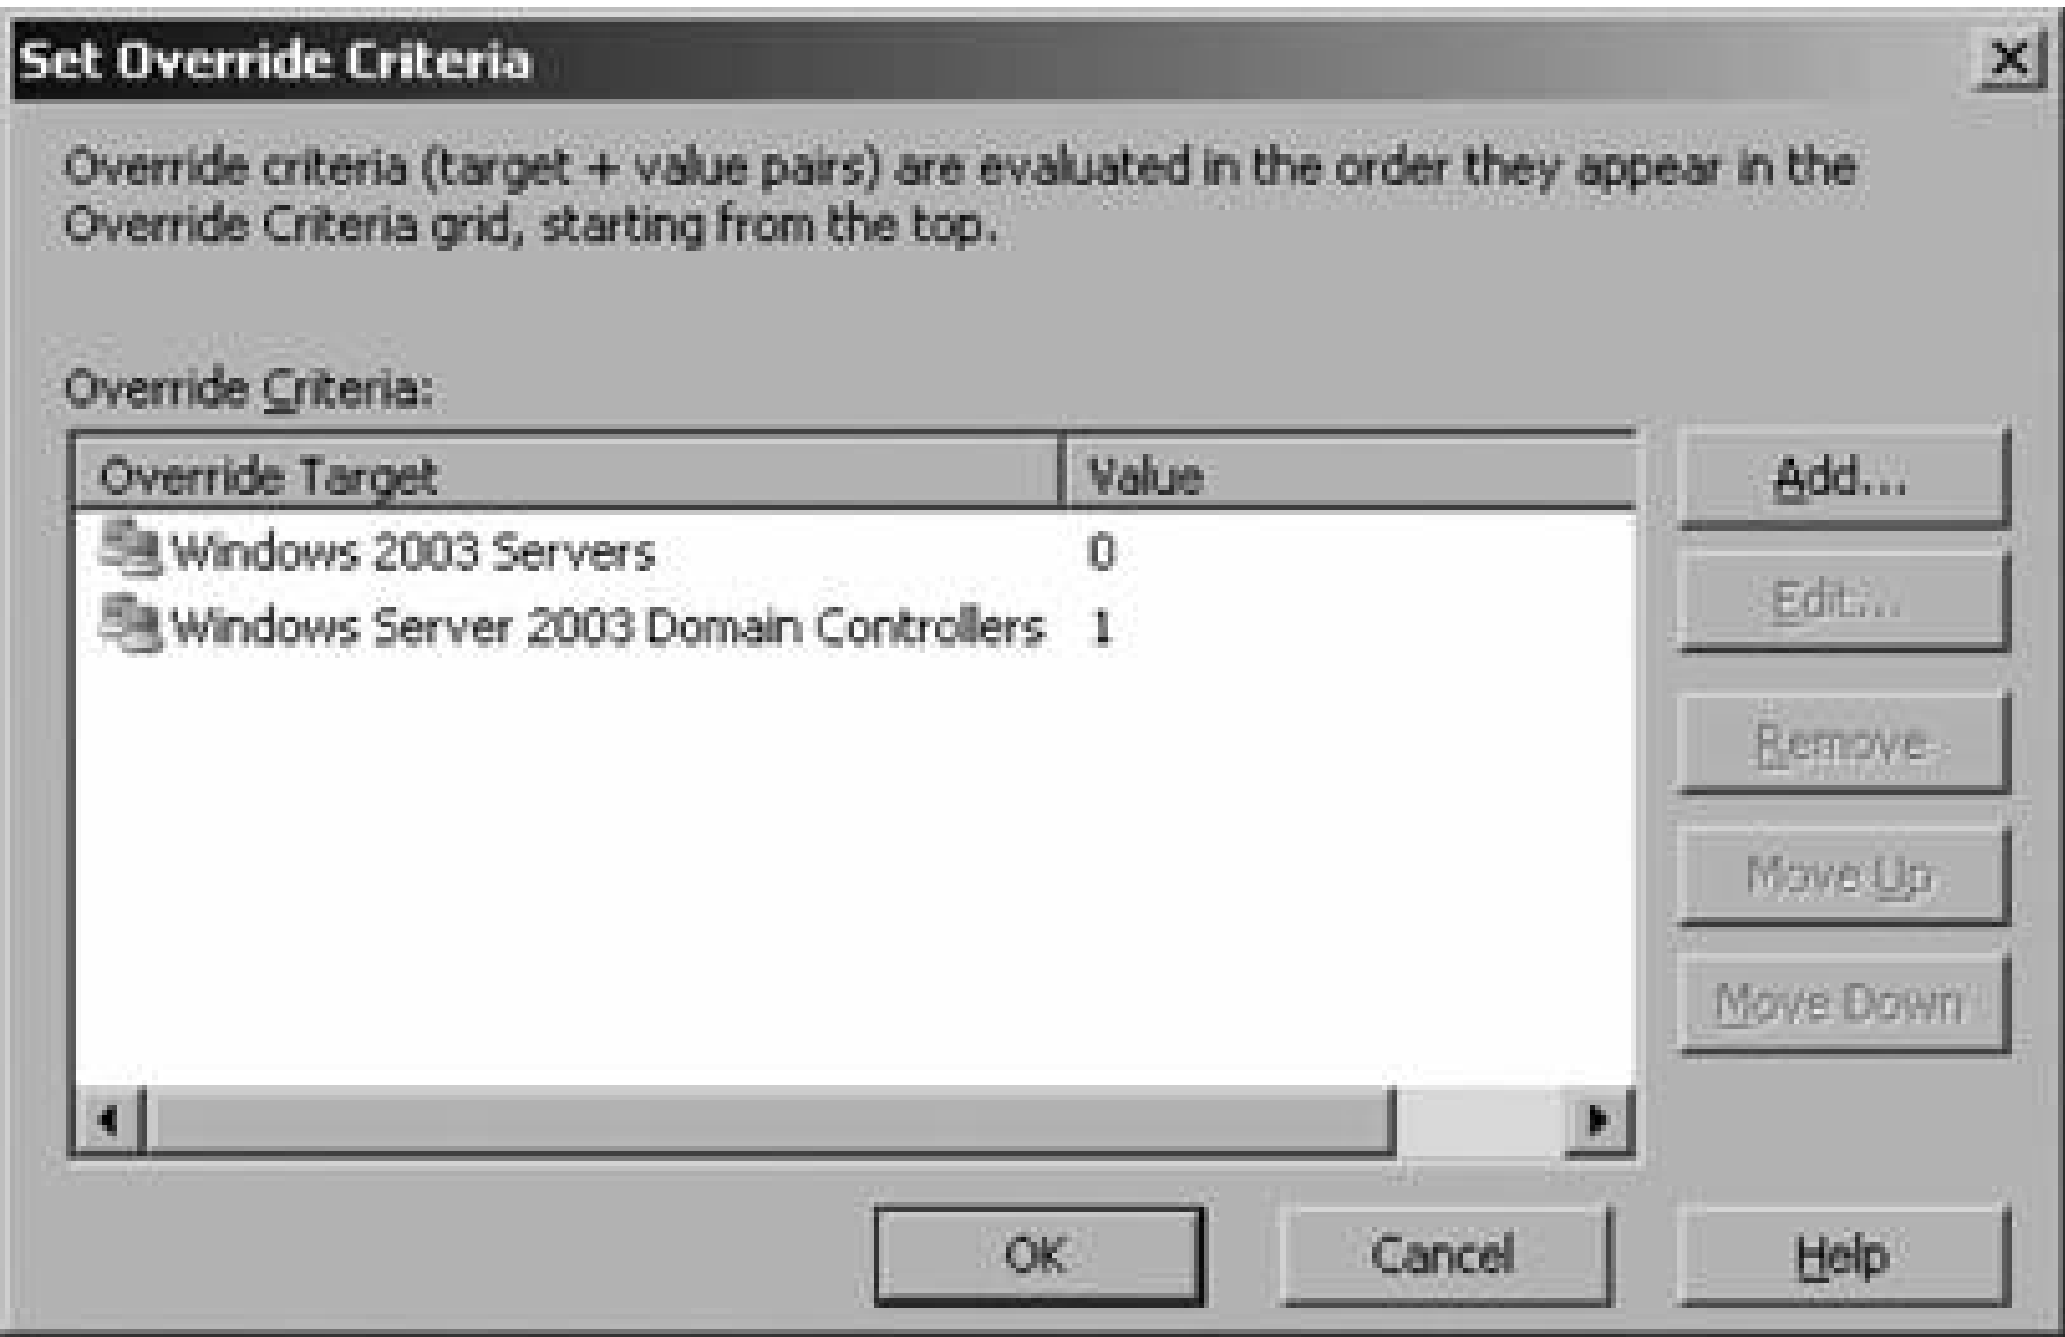 Set Override Criteria
Override criteria (target + value pairs) are evaluated in the order they appear in the
Override Criteria grid, starting from the top.
Override Criteria:
Override Target Value
Windows 2003 Servers 0
Windows Server 2003 Domain Controllers 1
Add...
Edit...
Remove
Move Up
Move Down
OK Cancel Help